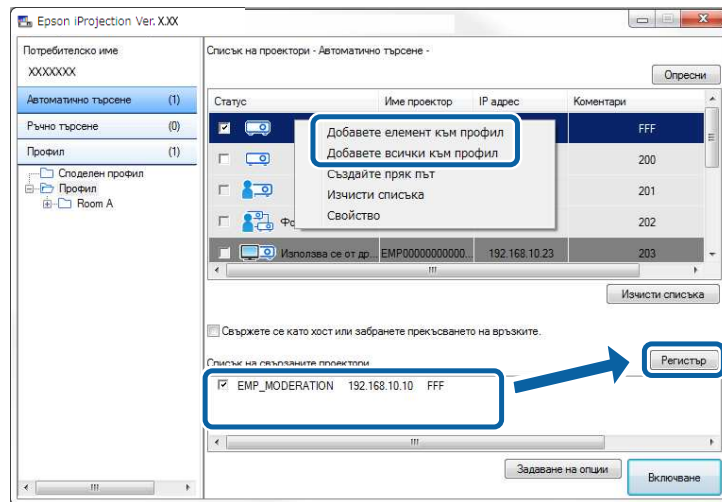 Epson iProjection Ver. X.XX
Потребителско име
XXXXXXX
Автоматично търсене (1)
Ръчно търсене (0)
Профил (1)
Споделен профил
Профил
Room A
Списък на проектори - Автоматично търсене -
Опресни
Статус Име проектор IP адрес Коментари
FFF
Добавете елемент към профил
Добавете всички към профил
200
Създайте пряк път
Изчисти списъка
201
Свойство
Фо
202
Използва се от др... EMP00000000000... 192.168.10.23 203
Изчисти списъка
Свържете се като хост или забранете прекъсването на връзките.
Списък на свързаните проектори
Регистър
EMP_MODERATION 192.168.10.10 FFF
Задаване на опции
Включване